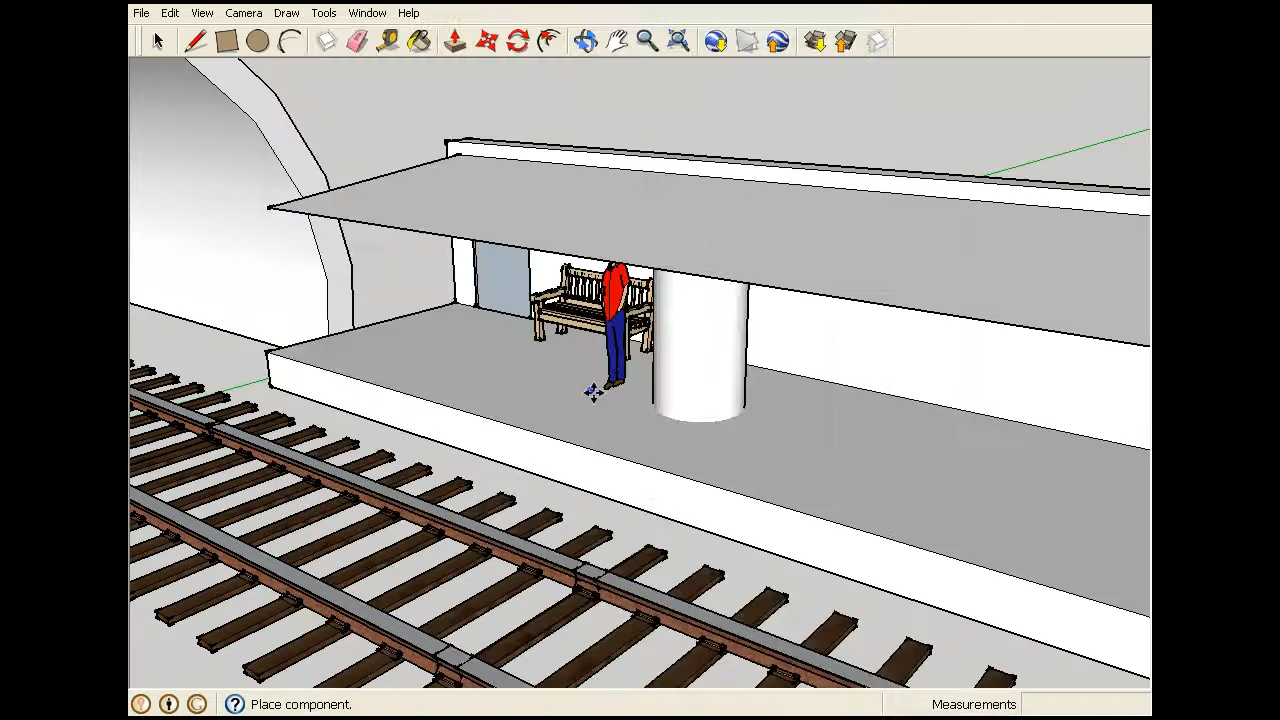 File Edit View Camera Draw Tools Window Help
Place component. Measurements